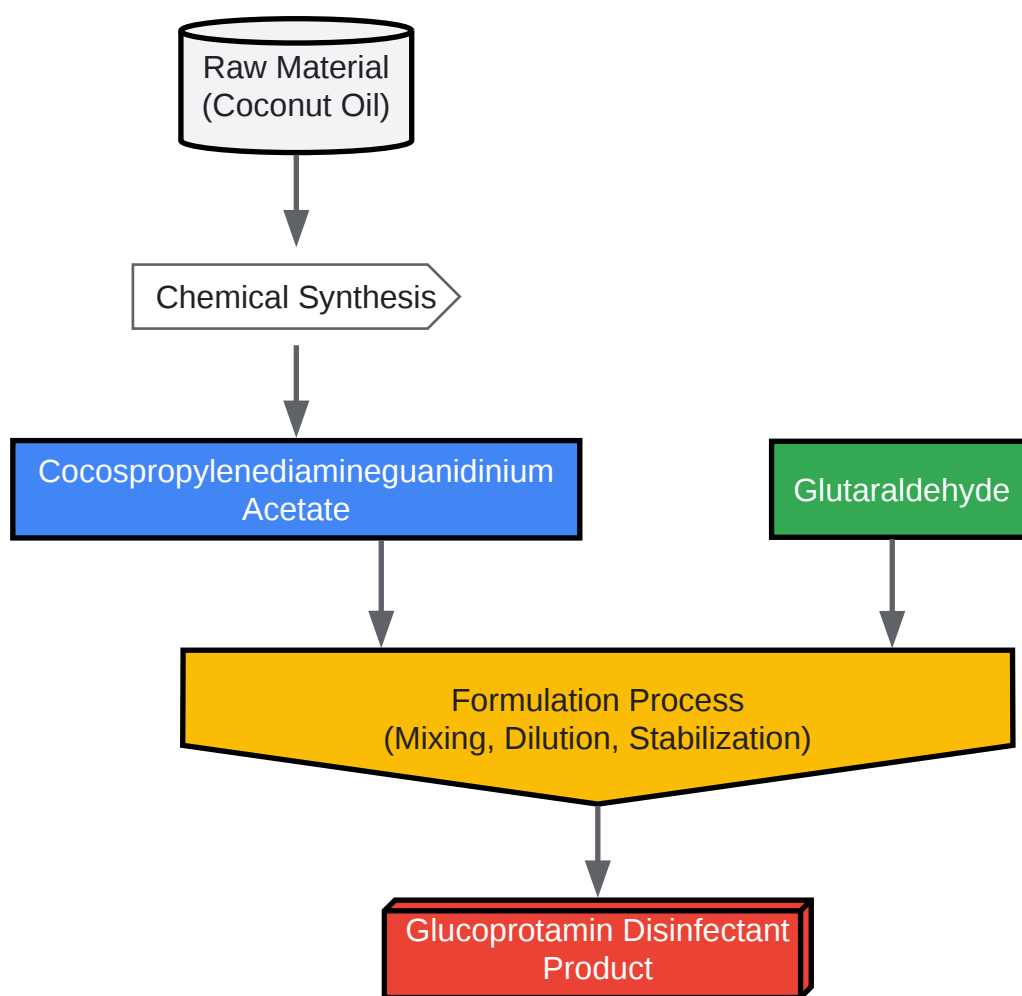 Raw Material
(Coconut Oil)
Chemical Synthesis
Cocospropylenediamineguanidinium
Acetate
Glutaraldehyde
Formulation Process
(Mixing, Dilution, Stabilization)
Glucoprotamin Disinfectant
Product